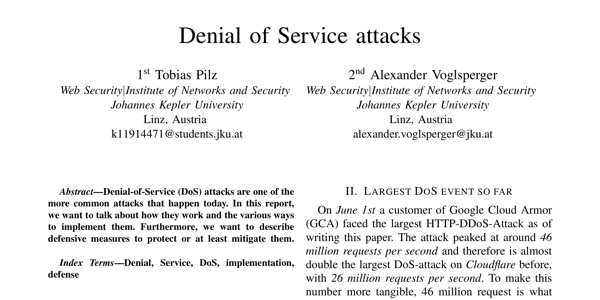 Denial of Service attacks
1st Tobias Pilz
Web Security|Institute of Networks and Security
Johannes Kepler University
Linz, Austria
k11914471@students.jku.at
2nd Alexander Voglsperger
Web Security|Institute of Networks and Security
Johannes Kepler University
Linz, Austria
alexander.voglsperger@jku.at
Abstract—Denial-of-Service (DoS) attacks are one of the
more common attacks that happen today. In this report,
we want to talk about how they work and the various ways
to implement them. Furthermore, we want to describe
defensive measures to protect or at least mitigate them.
Index Terms—Denial, Service, DoS, implementation,
defense
II. LARGEST DOS EVENT SO FAR
On June 1st a customer of Google Cloud Armor
(GCA) faced the largest HTTP-DDoS-Attack as of
writing this paper. The attack peaked at around 46
million requests per second and therefore is almost
double the largest DoS-attack on Cloudflare before,
with 26 million requests per second. To make this
number more tangible, 46 million request is what